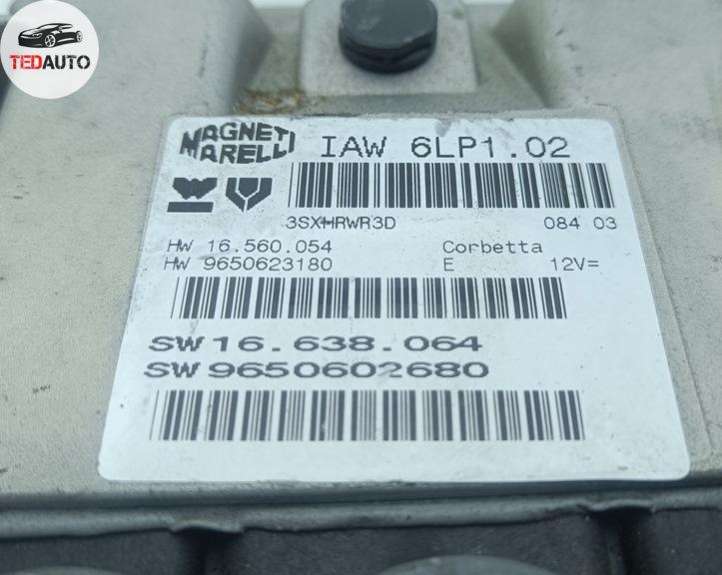 TEDAUTO
MAGNETI
MARELLI
IAW 6LP1.02
3SXHRWR3D 084 03
HW 16.560.054 Corbetta
HW 9650623180 E 12V=
SW 16.638.064
SW 9650602680